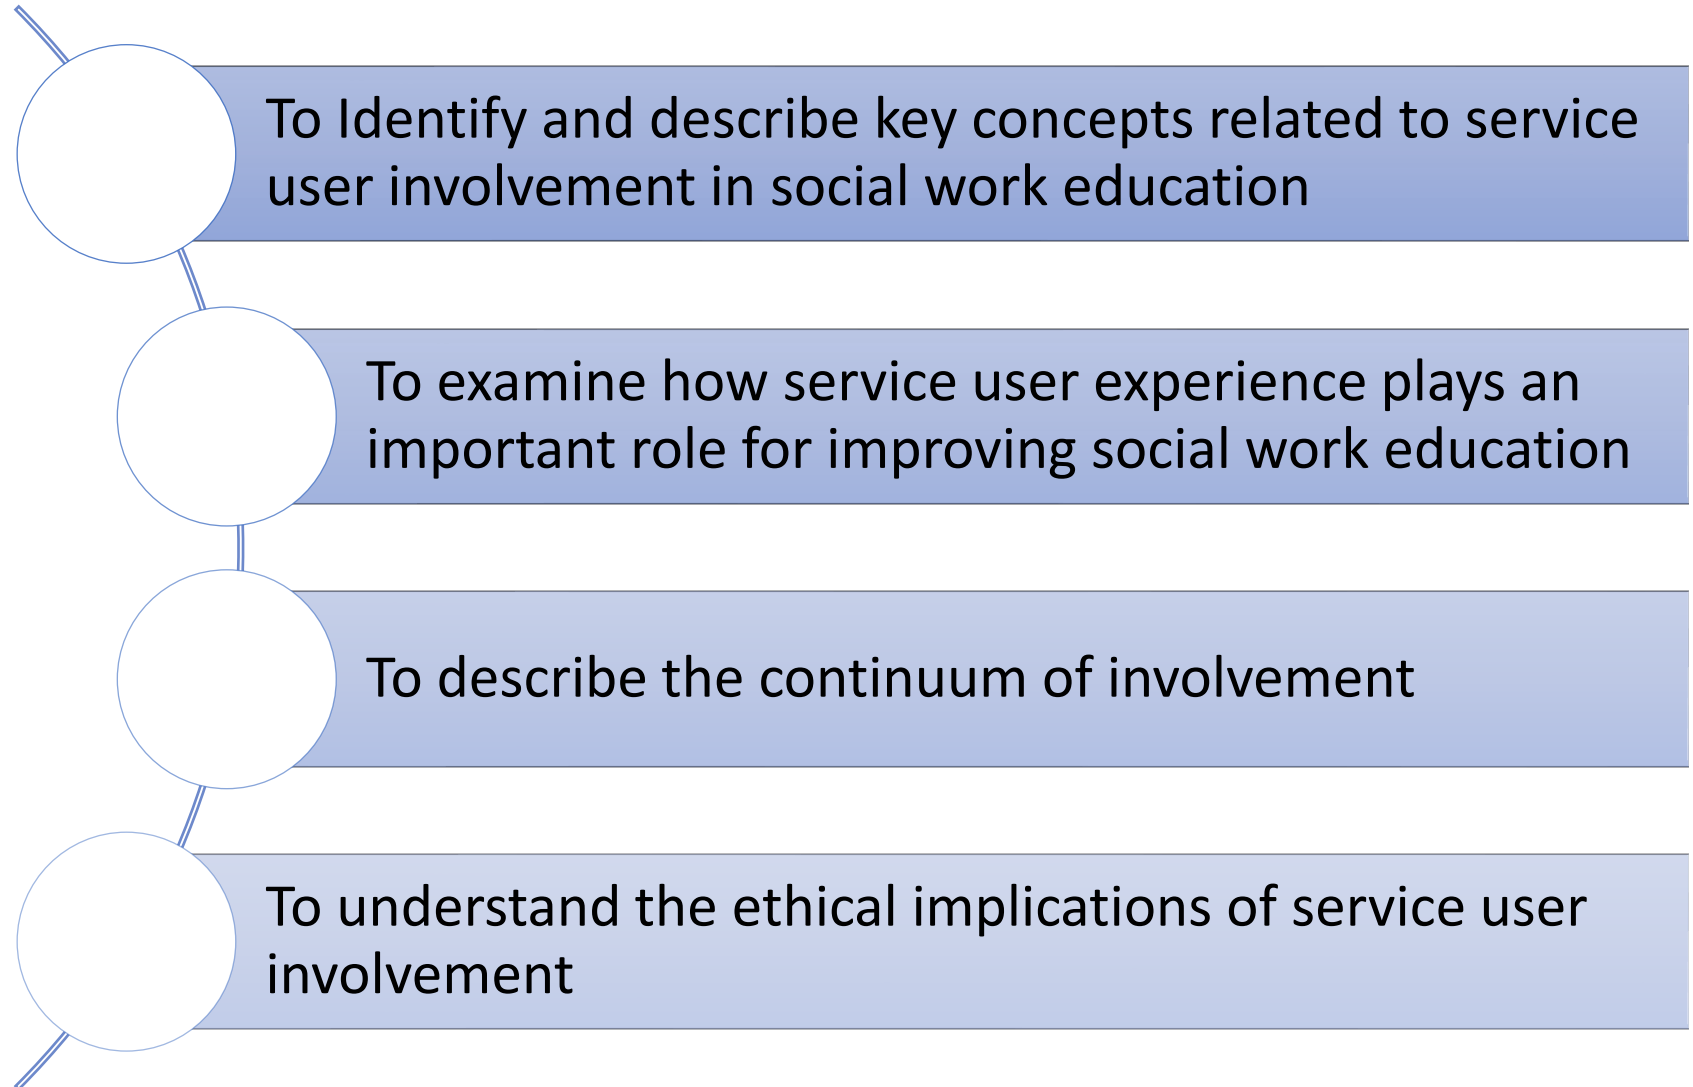 To Identify and describe key concepts related to service
user involvement in social work education
To examine how service user experience plays an
important role for improving social work education
To describe the continuum of involvement
To understand the ethical implications of service user
involvement